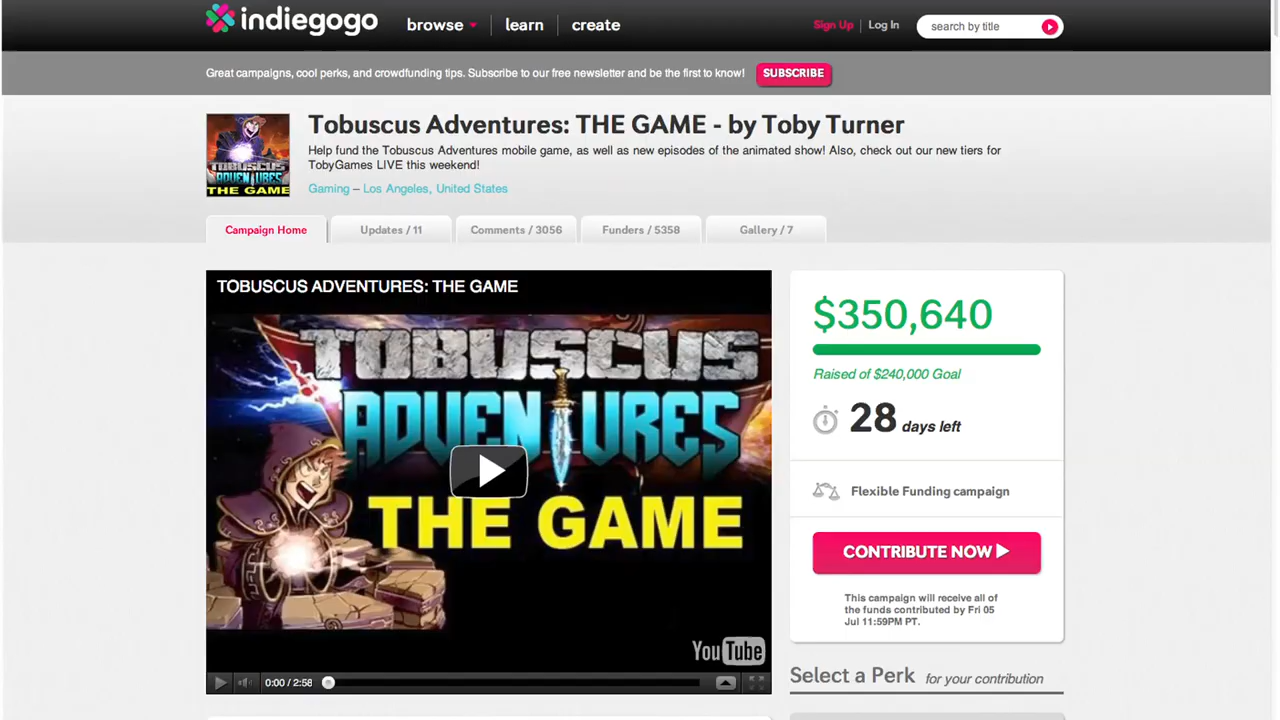 indiegogo
browse
learn
create
Sign Up
Log In
search by title
Great campaigns, cool perks, and crowdfunding tips. Subscribe to our free newsletter and be the first to know!
SUBSCRIBE
TOBUSCUS
ADVENTURES
THE GAME
Tobuscus Adventures: THE GAME - by Toby Turner
Help fund the Tobuscus Adventures mobile game, as well as new episodes of the animated show! Also, check out our new tiers for
TobyGames LIVE this weekend!
Gaming – Los Angeles, United States
Campaign Home
Updates / 11
Comments / 3056
Funders / 5358
Gallery / 7
TOBUSCUS ADVENTURES: THE GAME
TOBUSCUS
ADVENTURES
THE GAME
YouTube
0:00 / 2:58
$350,640
Raised of $240,000 Goal
28 days left
Flexible Funding campaign
CONTRIBUTE NOW
This campaign will receive all of
the funds contributed by Fri 05
Jul 11:59PM PT.
Select a Perk for your contribution